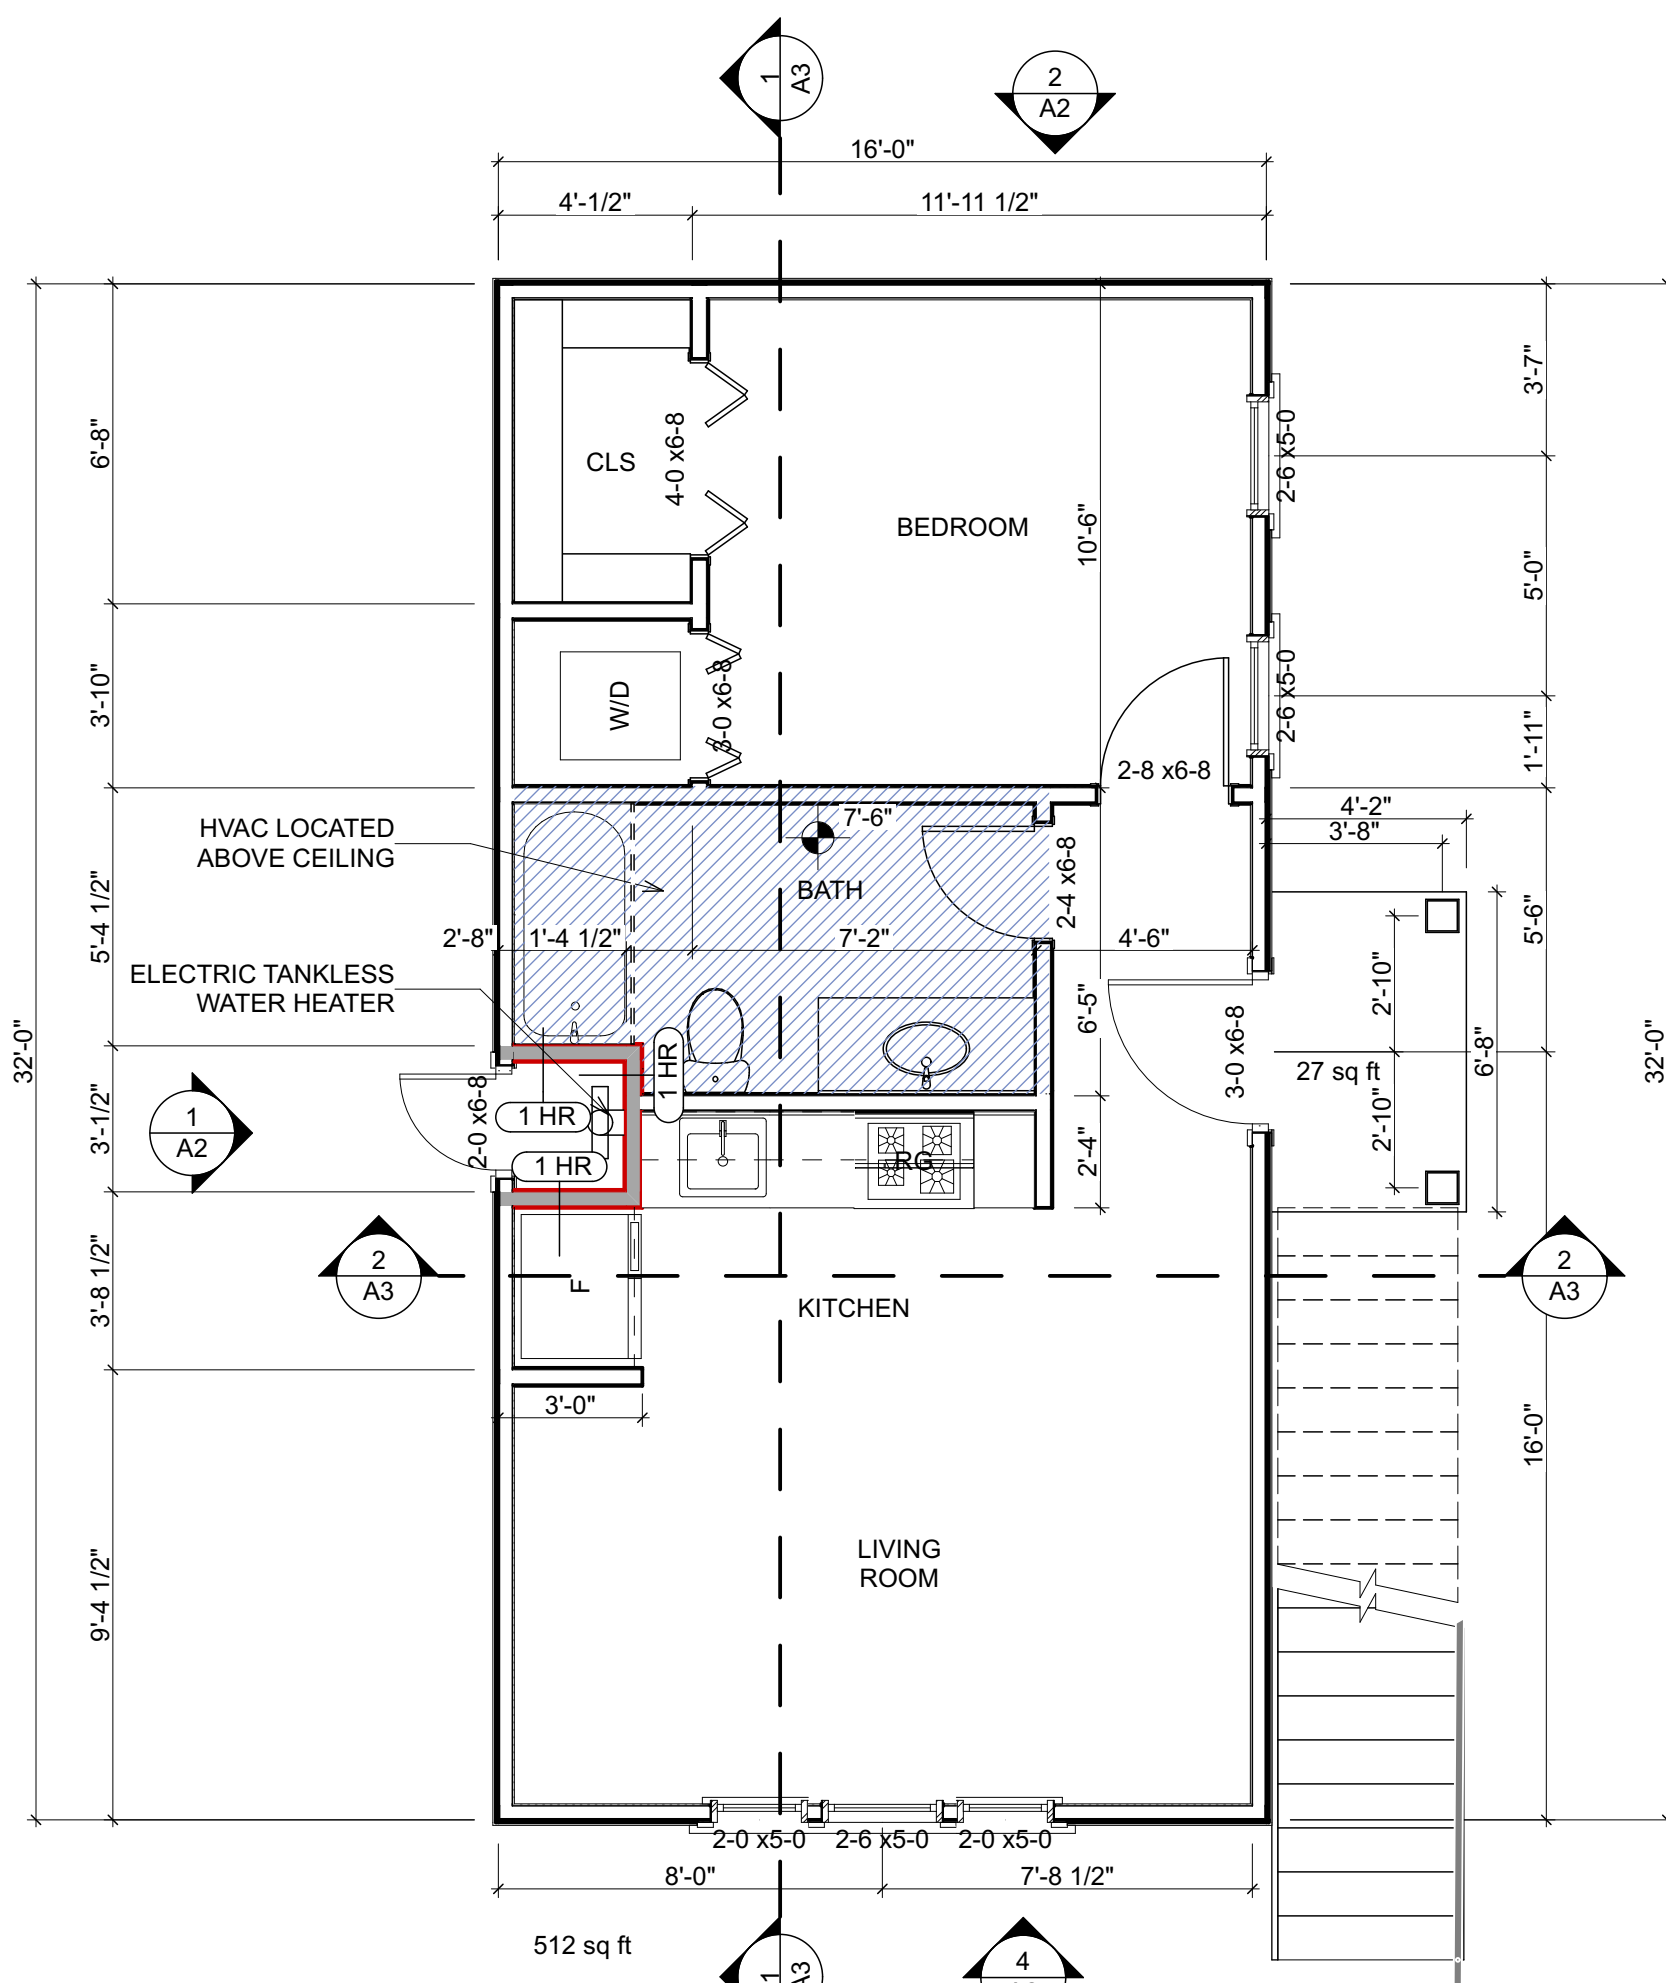 1
A3
2
A2
16'-0"
4'-1/2"
11'-11 1/2"
6'-8"
3'-10"
5'-4 1/2"
3'-1/2"
3'-8 1/2"
9'-4 1/2"
32'-0"
CLS
4-0 x6-8
BEDROOM
10'-6"
2-6 x5-0
3'-7"
5'-0"
W/D
3-0 x6-8
2-6 x5-0
1'-11"
2-8 x6-8
4'-2"
3'-8"
HVAC LOCATED
ABOVE CEILING
7'-6"
BATH
2-4 x6-8
5'-6"
2'-8"
1'-4 1/2"
7'-2"
4'-6"
ELECTRIC TANKLESS
WATER HEATER
6'-5"
2'-10"
3-0 x6-8
27 sq ft
6'-8"
32'-0"
1 HR
2-0 x6-8
1 HR
1 HR
1
A2
RG
2'-4"
2'-10"
2
A3
F
KITCHEN
2
A3
3'-0"
16'-0"
LIVING
ROOM
2-0 x5-0
2-6 x5-0
2-0 x5-0
8'-0"
7'-8 1/2"
512 sq ft
1
A3
4